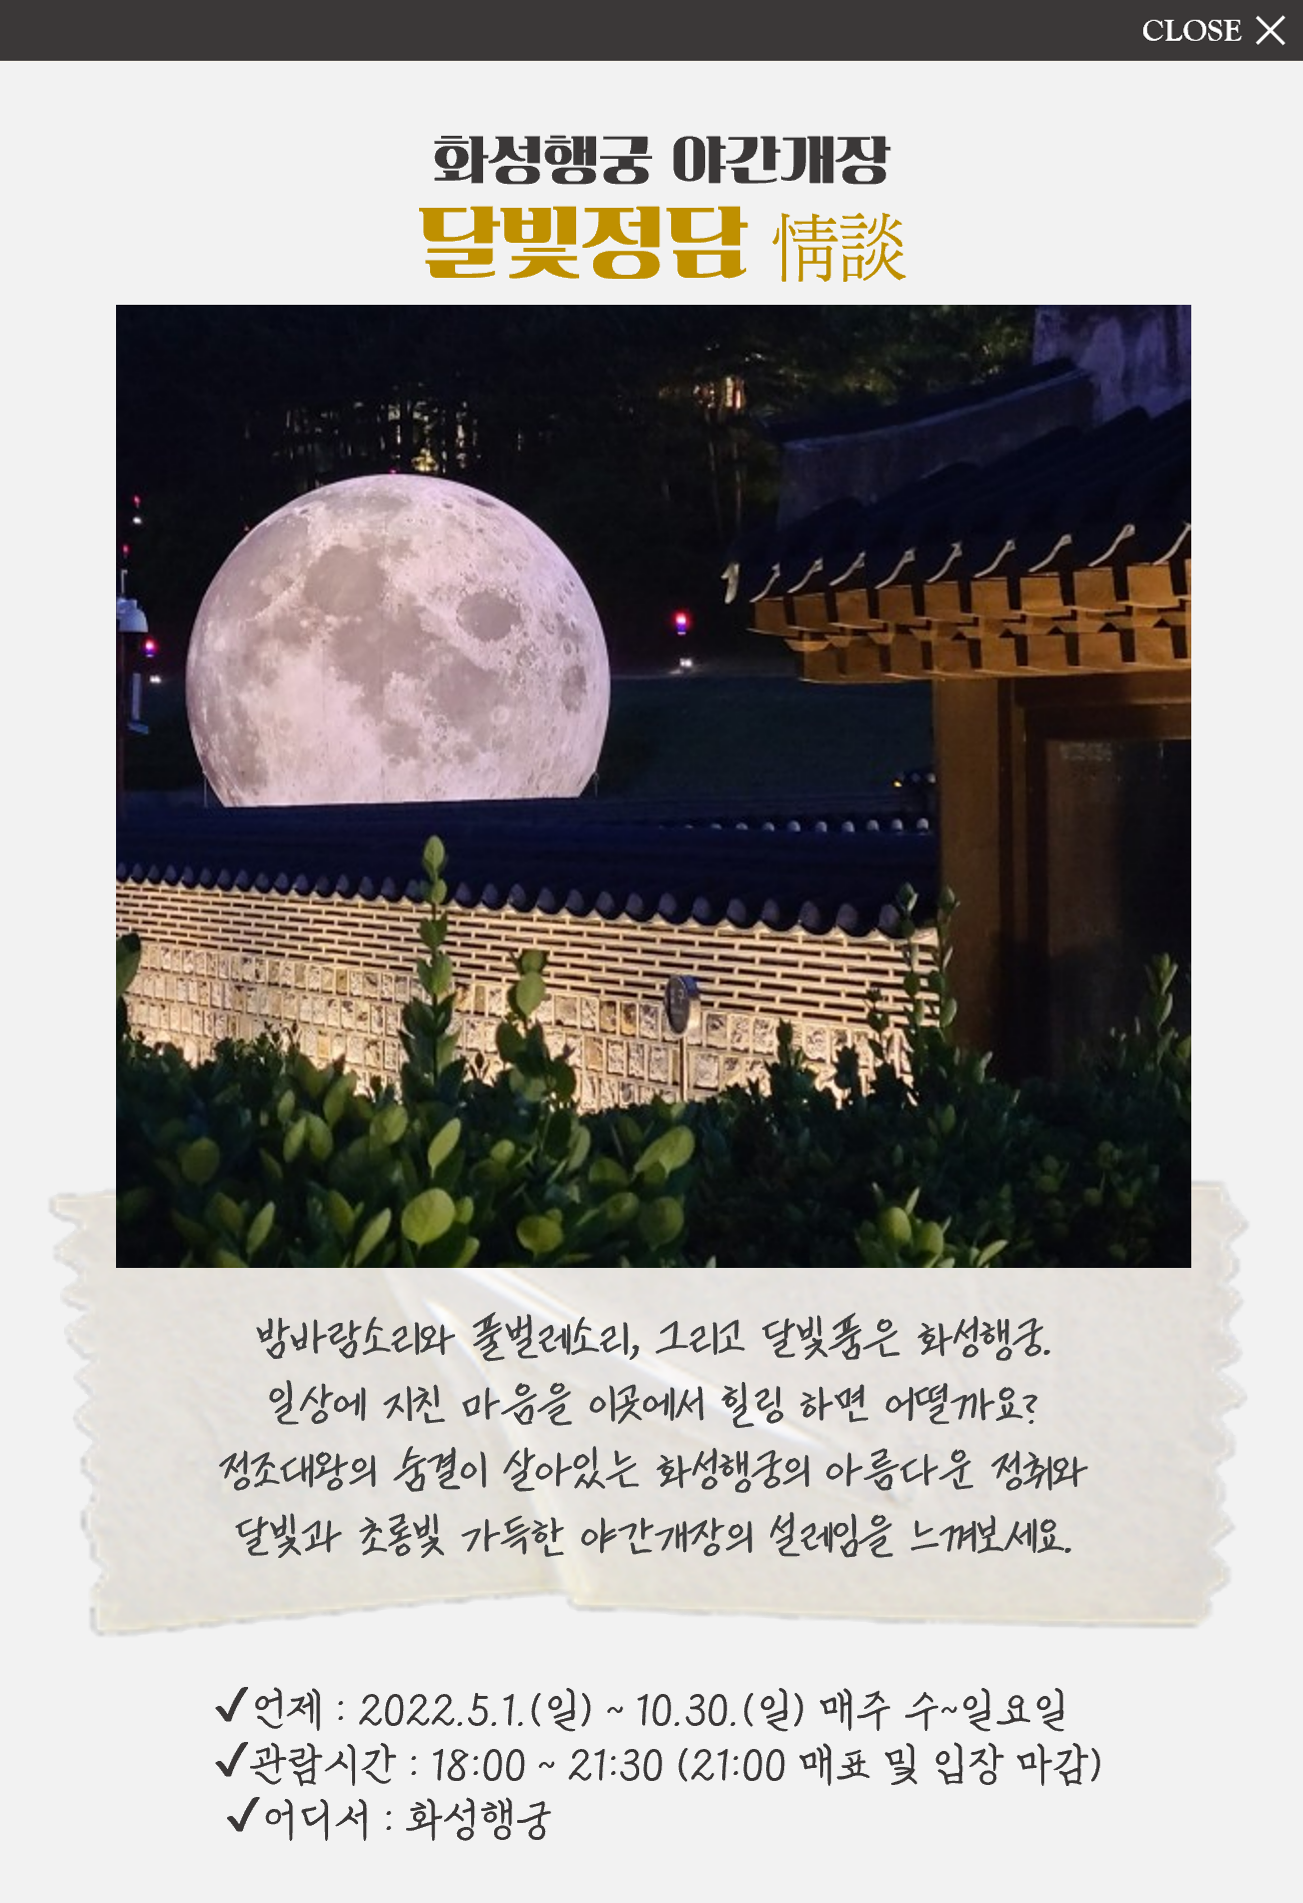 CLOSE
화성행궁 야간개장
달빛정담 情談
밤바람소리와 풀벌레소리, 그리고 달빛품은 화성행궁.
일상에 지친 마음을 이곳에서 힐링 하면 어떨까요?
정조대왕의 숨결이 살아있는 화성행궁의 아름다운 정취와
달빛과 초롱빛 가득한 야간개장의 설레임을 느껴보세요.
✓언제 : 2022.5.1.(일) ~ 10.30.(일) 매주 수~일요일
✓관람시간 : 18:00 ~ 21:30 (21:00 매표 및 입장 마감)
✓어디서 : 화성행궁